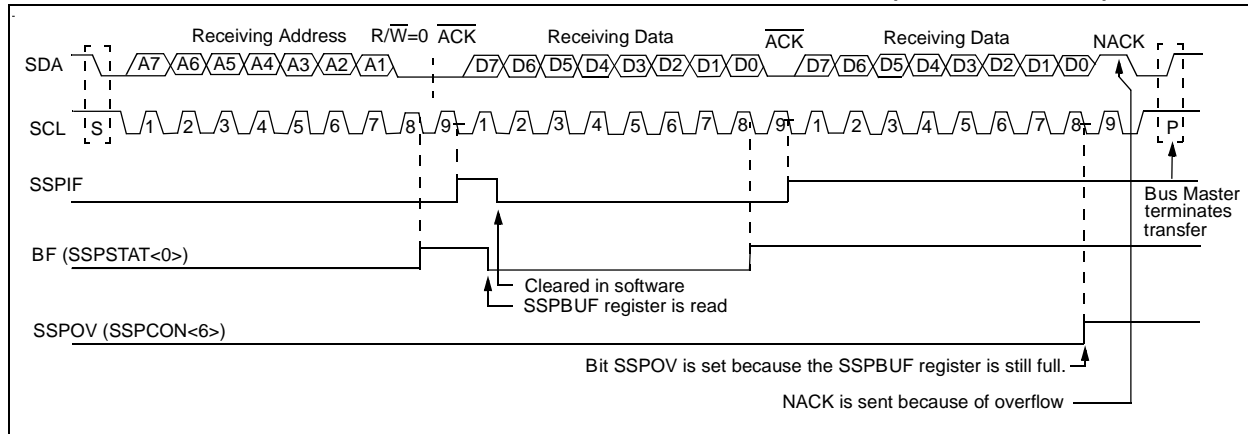 Receiving Address R/W=0 ACK Receiving Data ACK Receiving Data NACK
SDA A7 A6 A5 A4 A3 A2 A1 D7 D6 D5 D4 D3 D2 D1 D0 D7 D6 D5 D4 D3 D2 D1 D0
SCL S 1 2 3 4 5 6 7 8 9 1 2 3 4 5 6 7 8 9 1 2 3 4 5 6 7 8 9 P
SSPIF
Bus Master
terminates
transfer
BF (SSPSTAT<0>)
Cleared in software
SSPBUF register is read
SSPOV (SSPCON<6>)
Bit SSPOV is set because the SSPBUF register is still full.
NACK is sent because of overflow